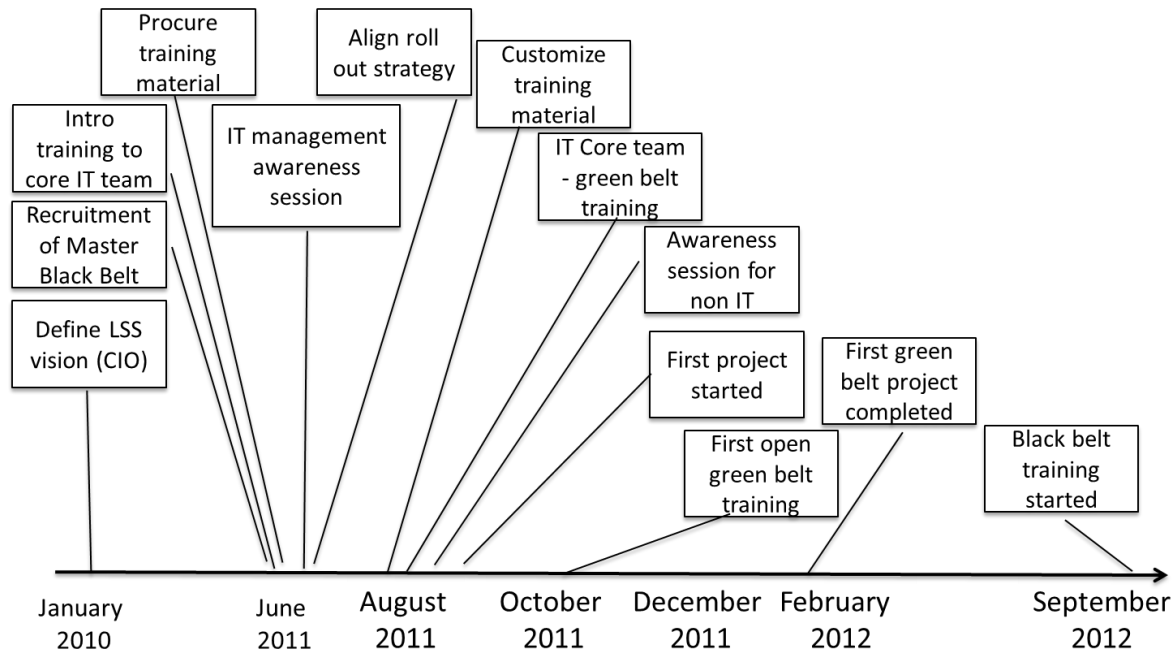 Procure
training
material
Align roll
out strategy
Customize
training
material
Intro
training to
core IT team
IT management
awareness
session
IT Core team
- green belt
training
Recruitment
of Master
Black Belt
Awareness
session for
non IT
Define LSS
vision (CIO)
First project
started
First green
belt project
completed
First open
green belt
training
Black belt
training
started
January
2010
June
2011
August
2011
October
2011
December
2011
February
2012
September
2012